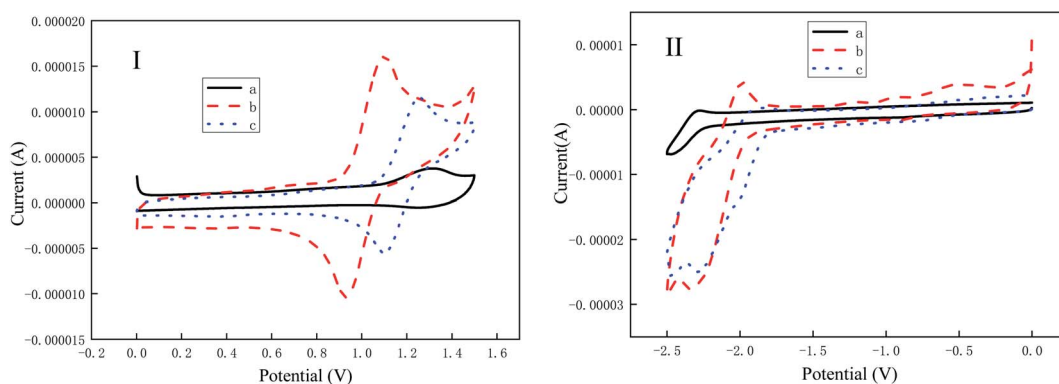 0.000020
0.000015
0.000010
0.000005
0.000000
-0.000005
-0.000010
-0.000015
Current (A)
I
a
b
c
-0.2 0.0 0.2 0.4 0.6 0.8 1.0 1.2 1.4 1.6
Potential (V)
0.00001
0.00000
-0.00001
-0.00002
-0.00003
Current(A)
II
a
b
c
-2.5 -2.0 -1.5 -1.0 -0.5 0.0
Potential (V)